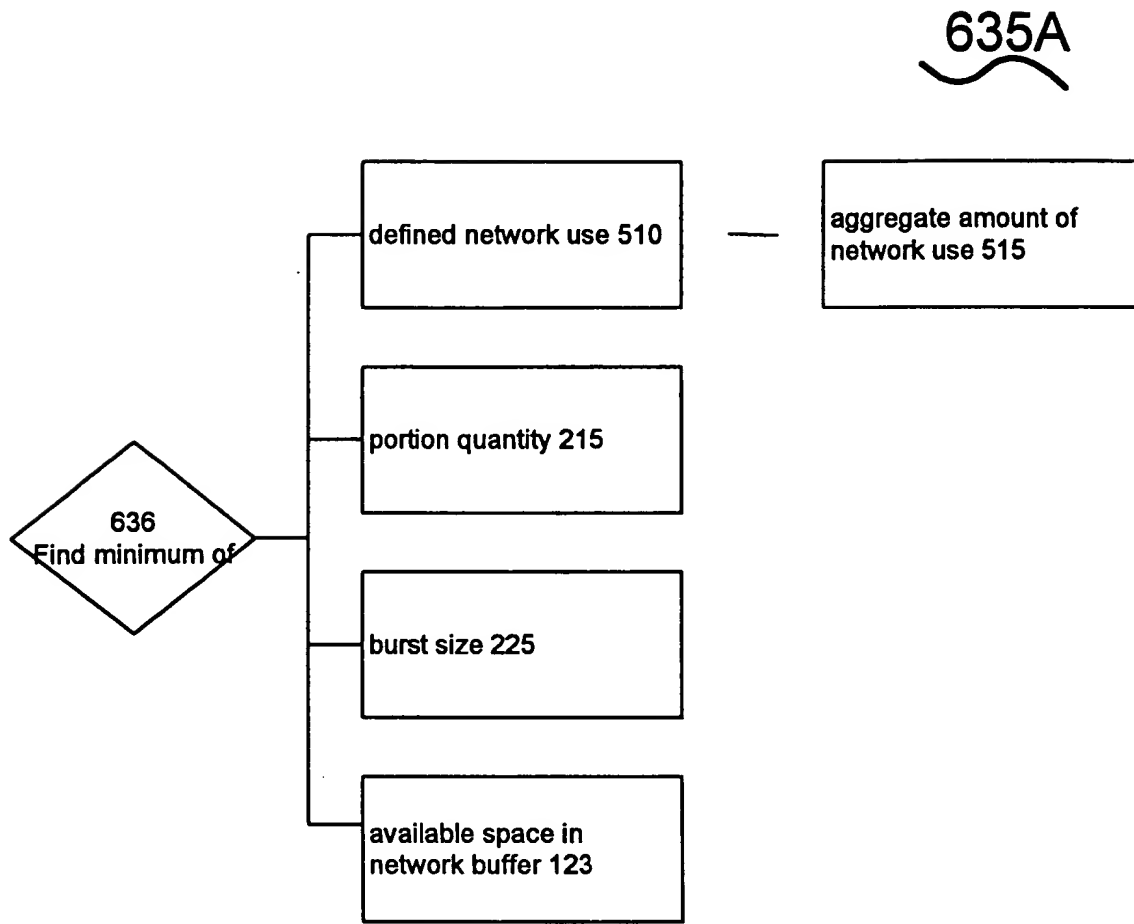 635A
defined network use 510
aggregate amount of
network use 515
portion quantity 215
636
Find minimum of
burst size 225
available space in
network buffer 123